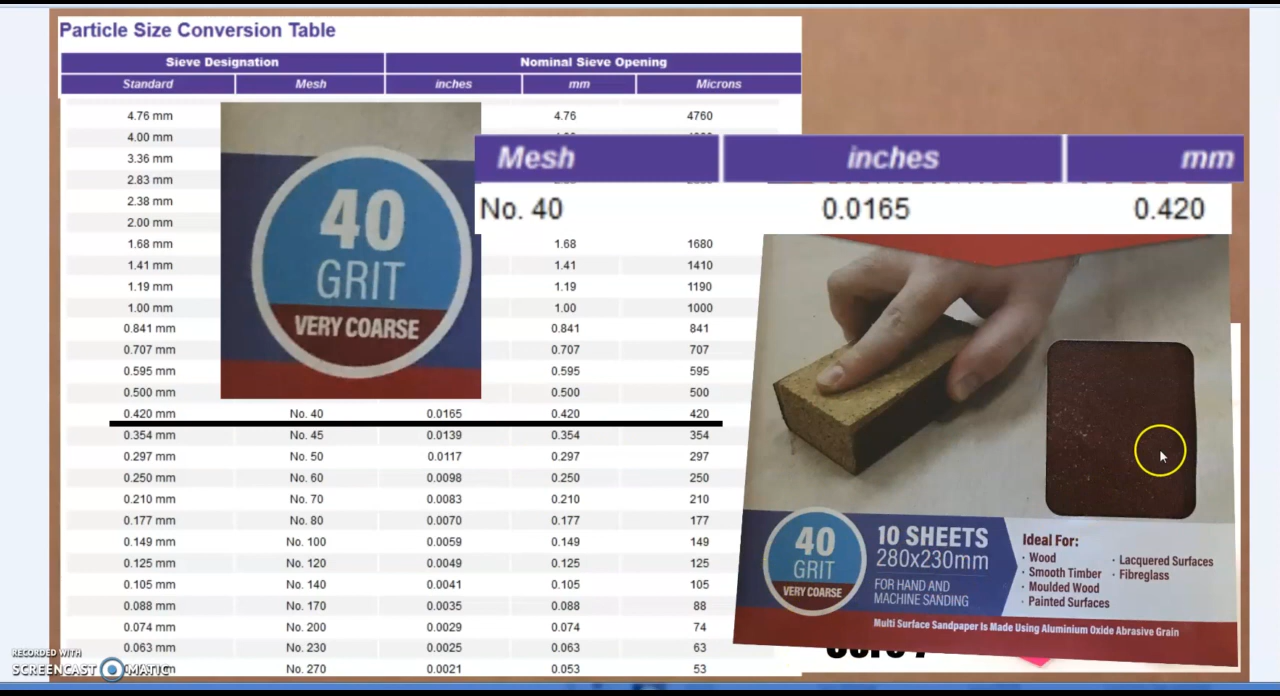 Particle Size Conversion Table
Sieve Designation Nominal Sieve Opening
Standard Mesh inches mm Microns
4.76 mm 4.76 4760
4.00 mm
3.36 mm
2.83 mm
2.38 mm
2.00 mm
1.68 mm 1.68 1680
1.41 mm 1.41 1410
1.19 mm 1.19 1190
1.00 mm 1.00 1000
0.841 mm 0.841 841
0.707 mm 0.707 707
0.595 mm 0.595 595
0.500 mm 0.500 500
0.420 mm No. 40 0.0165 0.420 420
0.354 mm No. 45 0.0139 0.354 354
0.297 mm No. 50 0.0117 0.297 297
0.250 mm No. 60 0.0098 0.250 250
0.210 mm No. 70 0.0083 0.210 210
0.177 mm No. 80 0.0070 0.177 177
0.149 mm No. 100 0.0059 0.149 149
0.125 mm No. 120 0.0049 0.125 125
0.105 mm No. 140 0.0041 0.105 105
0.088 mm No. 170 0.0035 0.088 88
0.074 mm No. 200 0.0029 0.074 74
0.063 mm No. 230 0.0025 0.063 63
No. 270 0.0021 0.053 53
40
GRIT
VERY COARSE
Mesh inches mm
No. 40 0.0165 0.420
40
GRIT
VERY COARSE
10 SHEETS
280x230mm
FOR HAND AND
MACHINE SANDING
Ideal For:
· Wood
· Smooth Timber
· Moulded Wood
· Painted Surfaces
· Lacquered Surfaces
· Fibreglass
Multi Surface Sandpaper Is Made Using Aluminium Oxide Abrasive Grain
RECORDED WITH
SCREENCAST MATIC